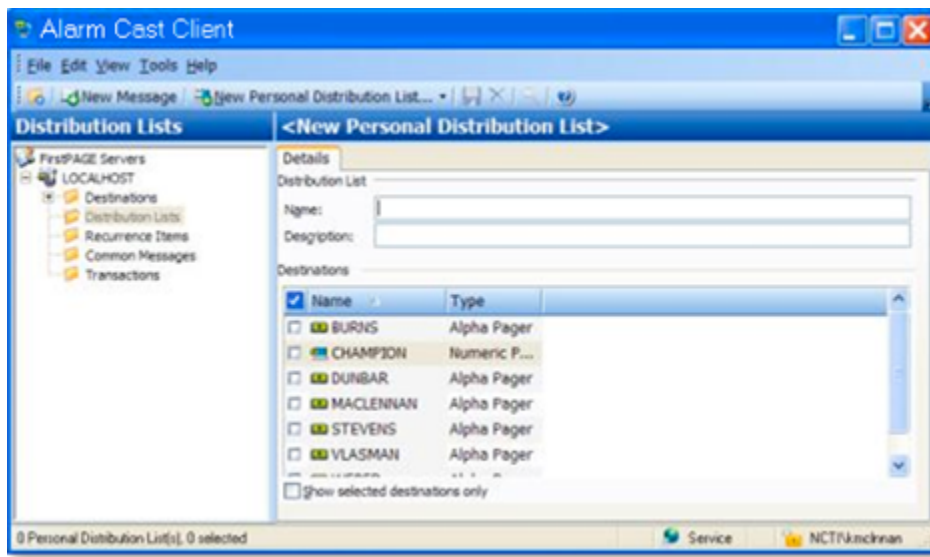 Alarm Cast Client
File Edit View Tools Help
New Message New Personal Distribution List...
Distribution Lists
<New Personal Distribution List>
FirstPAGE Servers
LOCALHOST
Destinations
Distribution Lists
Recurrence Items
Common Messages
Transactions
Details
Distribution List
Name:
Description:
Destinations
Name Type
BURNS Alpha Pager
CHAMPION Numeric P...
DUNBAR Alpha Pager
MACLENNAN Alpha Pager
STEVENS Alpha Pager
VLASMAN Alpha Pager
Show selected destinations only
0 Personal Distribution List(s), 0 selected
Service